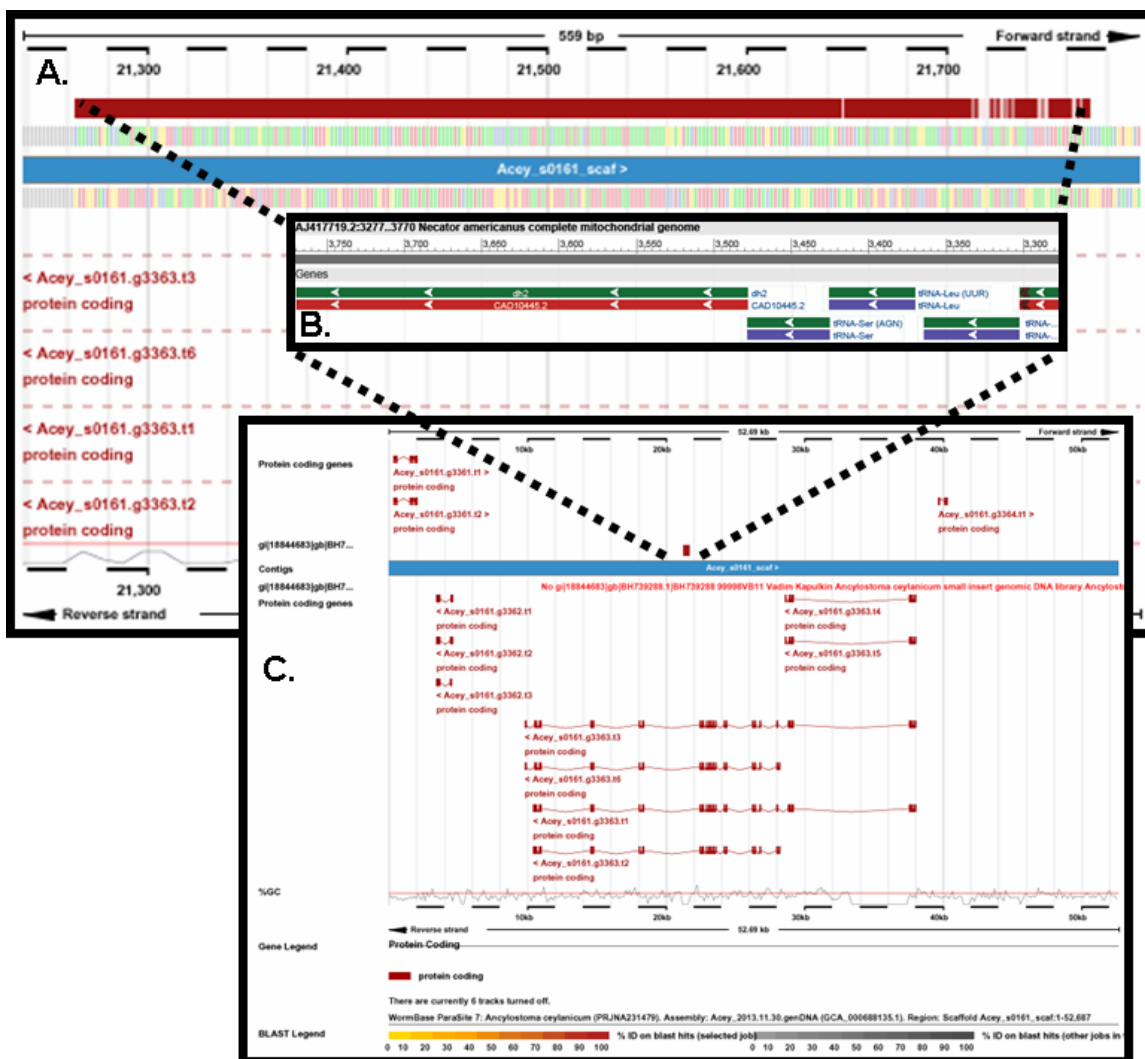 559 bp
Forward strand
A.
21,300 21,400 21,500 21,600 21,700
Acey_s0161_scaf >
< Acey_s0161.g3363.t3
protein coding
< Acey_s0161.g3363.t6
protein coding
< Acey_s0161.g3363.t1
protein coding
< Acey_s0161.g3363.t2
protein coding
21,300
Reverse strand
AJ417719.2:3277..3770 Necator americanus complete mitochondrial genome
3,750 3,700 3,650 3,600 3,550 3,500 3,450 3,400 3,350 3,300
Genes
dh2 dh2 tRNA-Leu (UUR)
CAD10445.2 CAD10445.2 tRNA-Leu
B.
tRNA-Ser (AGN) tRNA-...
tRNA-Ser tRNA-...
C.
52.69 kb
Forward strand
10kb 20kb 30kb 40kb 50kb
Protein coding genes
Acey_s0161.g3361.t1 >
protein coding
Acey_s0161.g3361.t2 >
protein coding
Acey_s0161.g3364.t1 >
protein coding
gi|18844683|gb|BH7...
Contigs
Acey_s0161_scaf >
gi|18844683|gb|BH7...
No gi|18844683|gb|BH739288.1|BH739288 99998VB11 Vadim Kapulkin Ancylostoma ceylanicum small insert genomic DNA library Ancylosto
Protein coding genes
< Acey_s0161.g3362.t1
protein coding
< Acey_s0161.g3363.t4
protein coding
< Acey_s0161.g3362.t2
protein coding
< Acey_s0161.g3363.t5
protein coding
< Acey_s0161.g3362.t3
protein coding
< Acey_s0161.g3363.t3
protein coding
< Acey_s0161.g3363.t6
protein coding
< Acey_s0161.g3363.t1
protein coding
< Acey_s0161.g3363.t2
protein coding
%GC
10kb 20kb 30kb 40kb 50kb
Reverse strand
52.69 kb
Gene Legend
Protein Coding
protein coding
There are currently 6 tracks turned off.
WormBase ParaSite 7: Ancylostoma ceylanicum (PRJNA231479). Assembly: Acey_2013.11.30.genDNA (GCA_000688135.1). Region: Scaffold Acey_s0161_scaf:1-52,687
BLAST Legend
% ID on blast hits (selected job)
% ID on blast hits (other jobs in
0 10 20 30 40 50 60 70 80 90 100
0 10 20 30 40 50 60 70 80 90 100